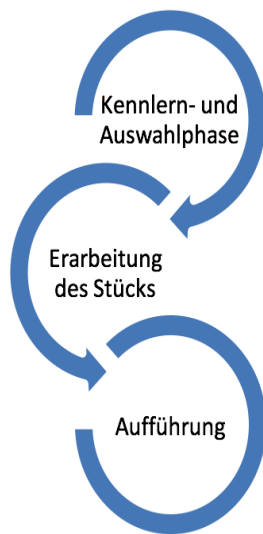 Kennlern- und
Auswahlphase
Erarbeitung
des Stücks
Aufführung